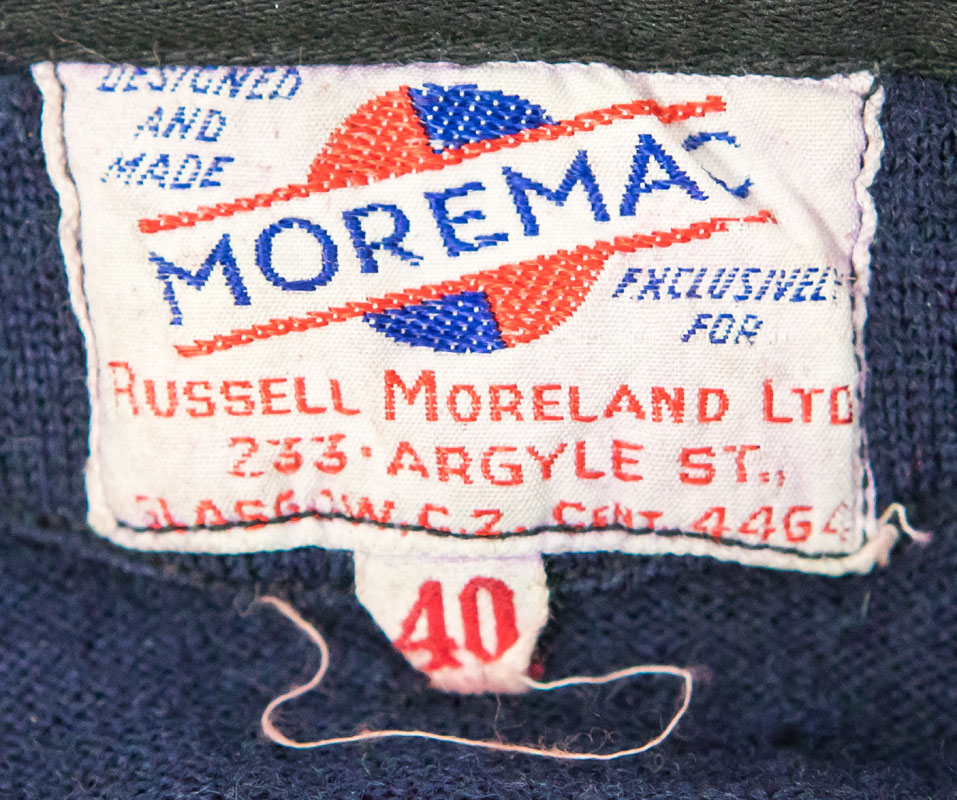 DESIGNED
AND
MADE
MOREMAC
EXCLUSIVELY
FOR
RUSSELL MORELAND LTD
233·ARGYLE ST.,
GLASGOW. C.2. CENT. 4464
40